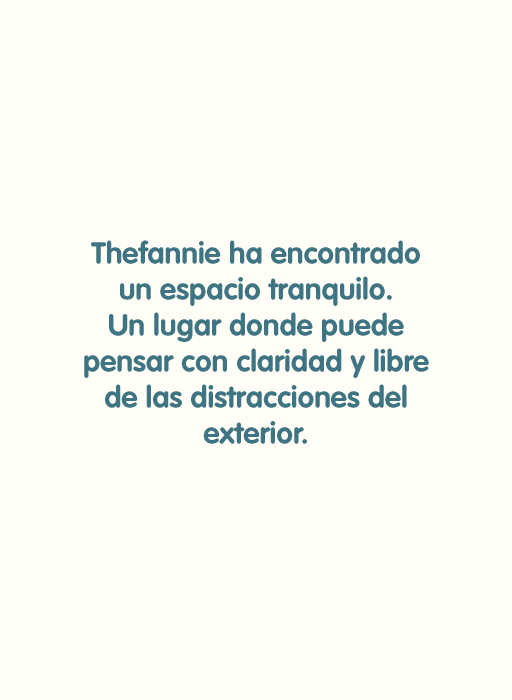 Thefannie ha encontrado
un espacio tranquilo.
Un lugar donde puede
pensar con claridad y libre
de las distracciones del
exterior.